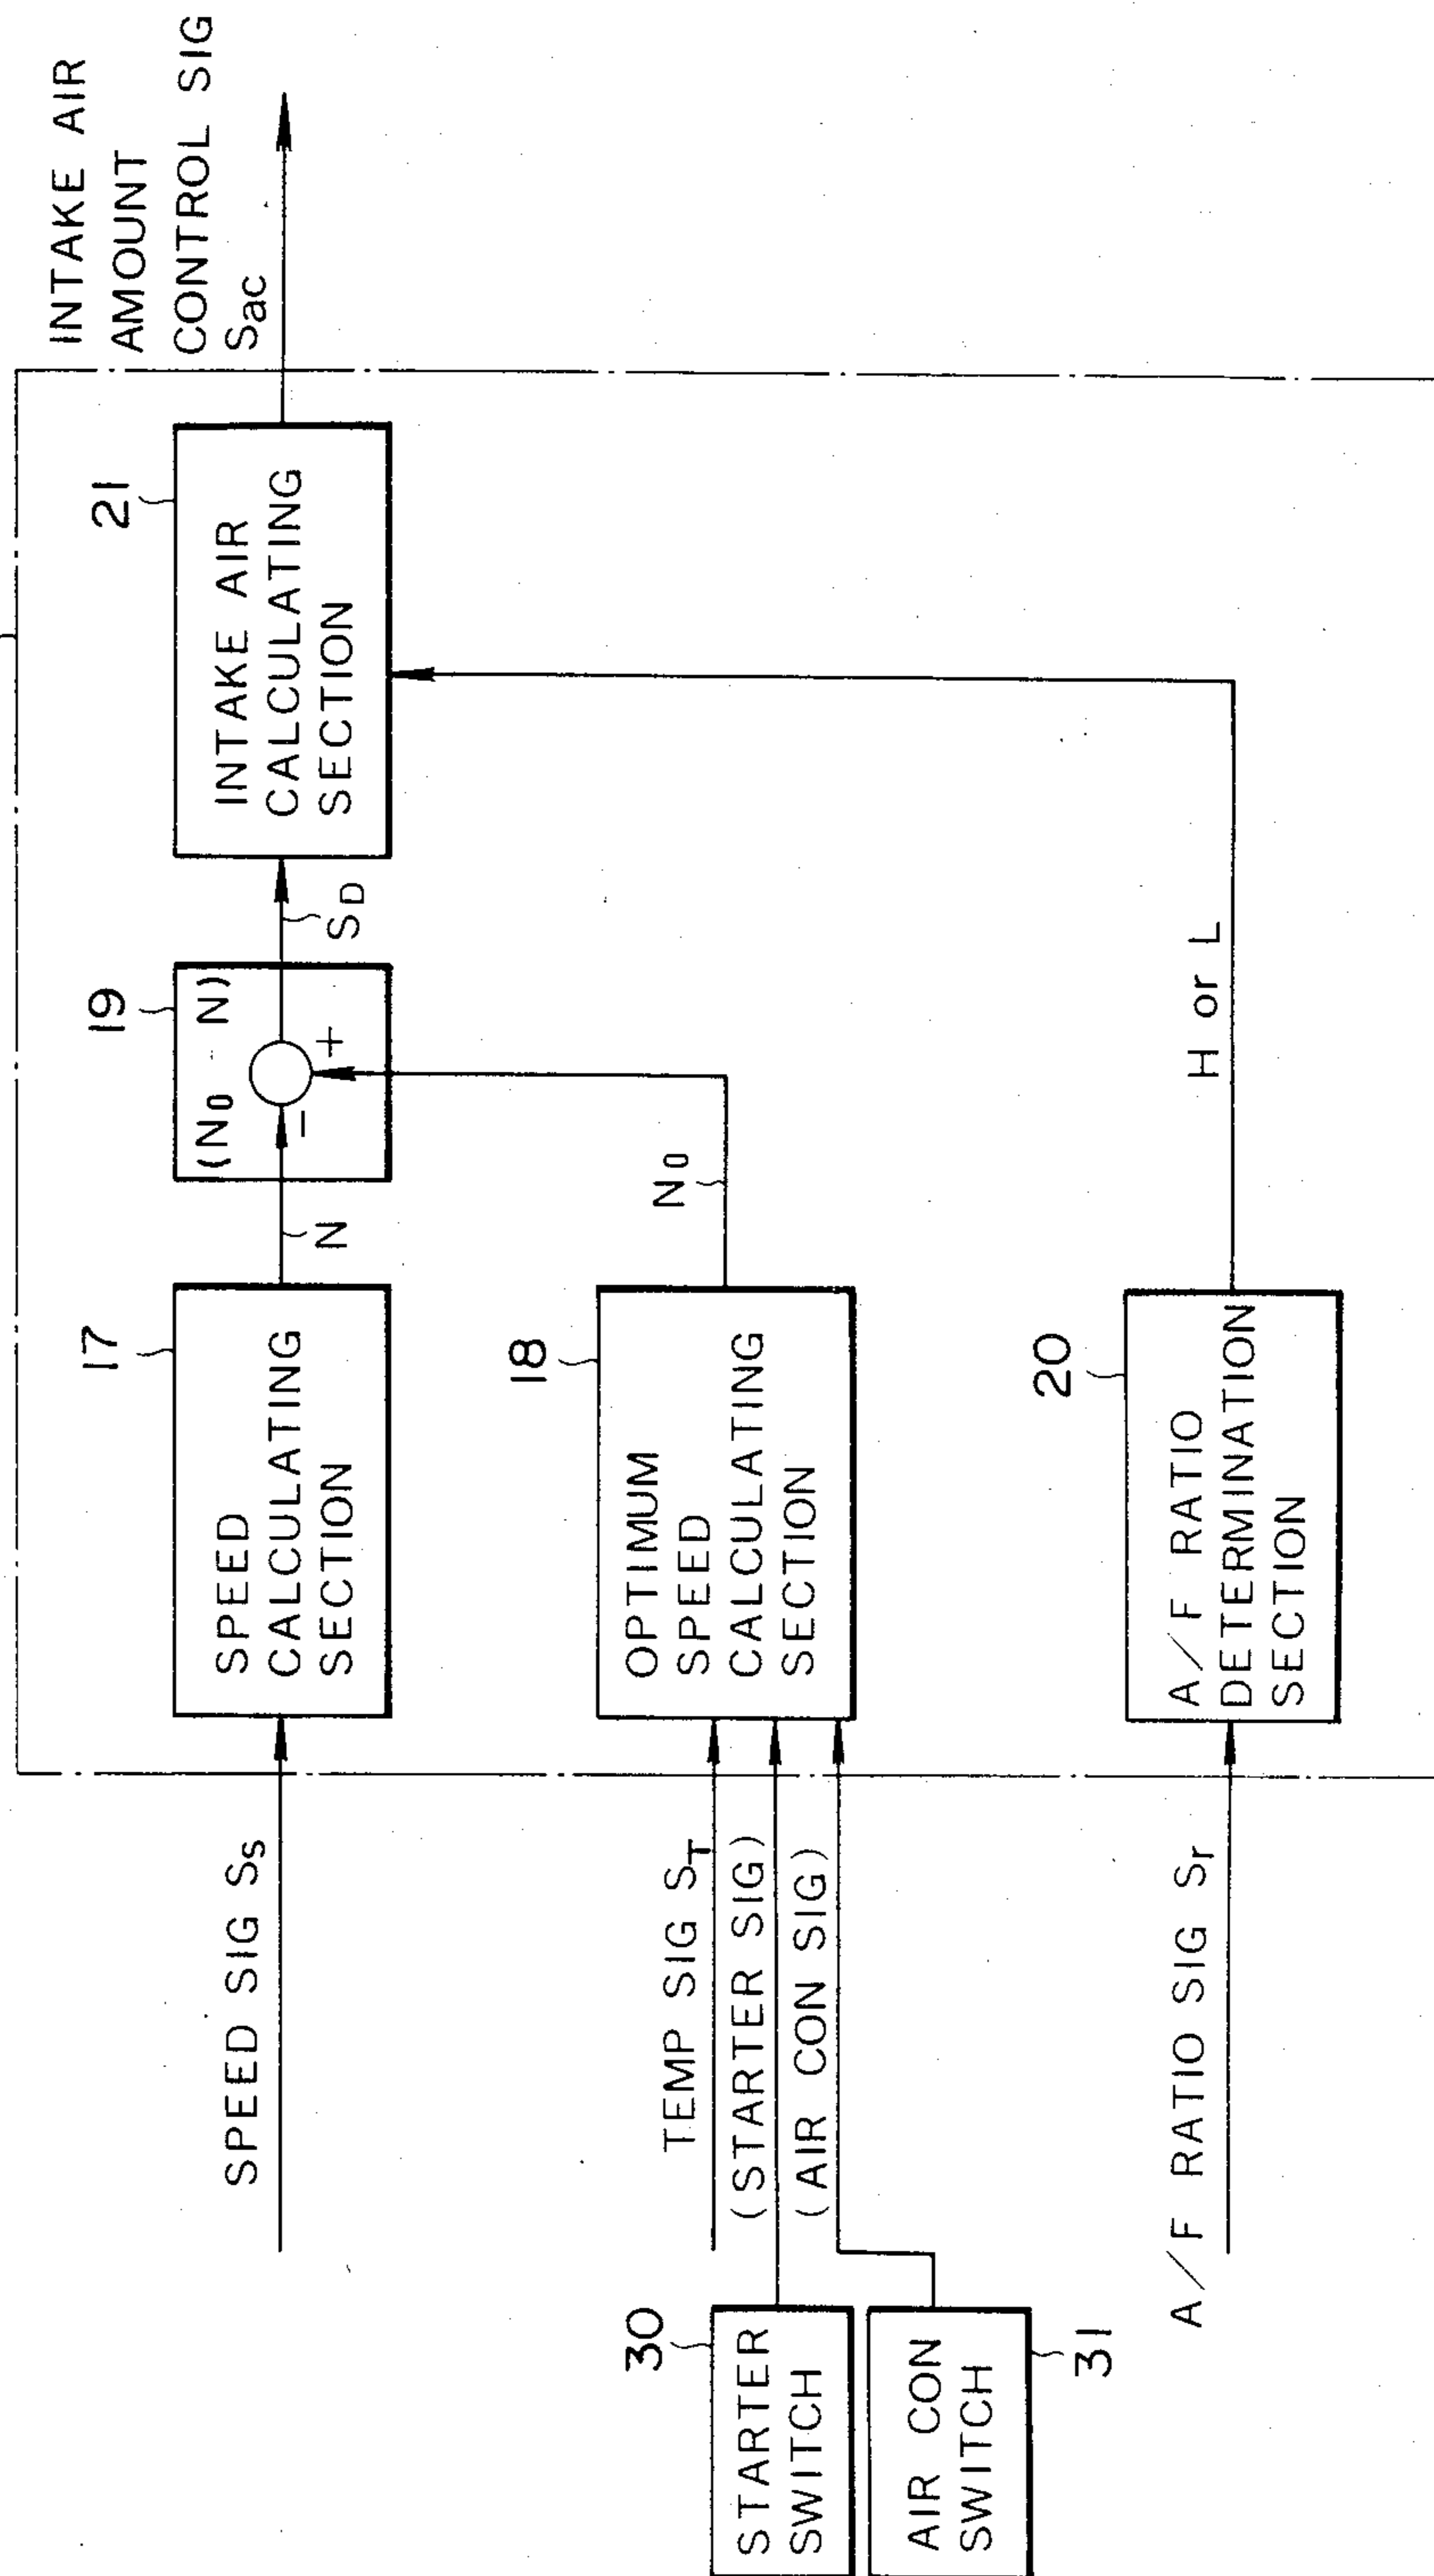 SPEED SIG Ss
17
SPEED
CALCULATING
SECTION
N
19
(N0 N)
−
+
SD
21
INTAKE AIR
CALCULATING
SECTION
INTAKE AIR
AMOUNT
CONTROL SIG
Sac
30
STARTER
SWITCH
AIR CON
SWITCH
31
TEMP SIG ST
(STARTER SIG)
(AIR CON SIG)
18
OPTIMUM
SPEED
CALCULATING
SECTION
N0
A/F RATIO SIG Sr
20
A/F RATIO
DETERMINATION
SECTION
H or L